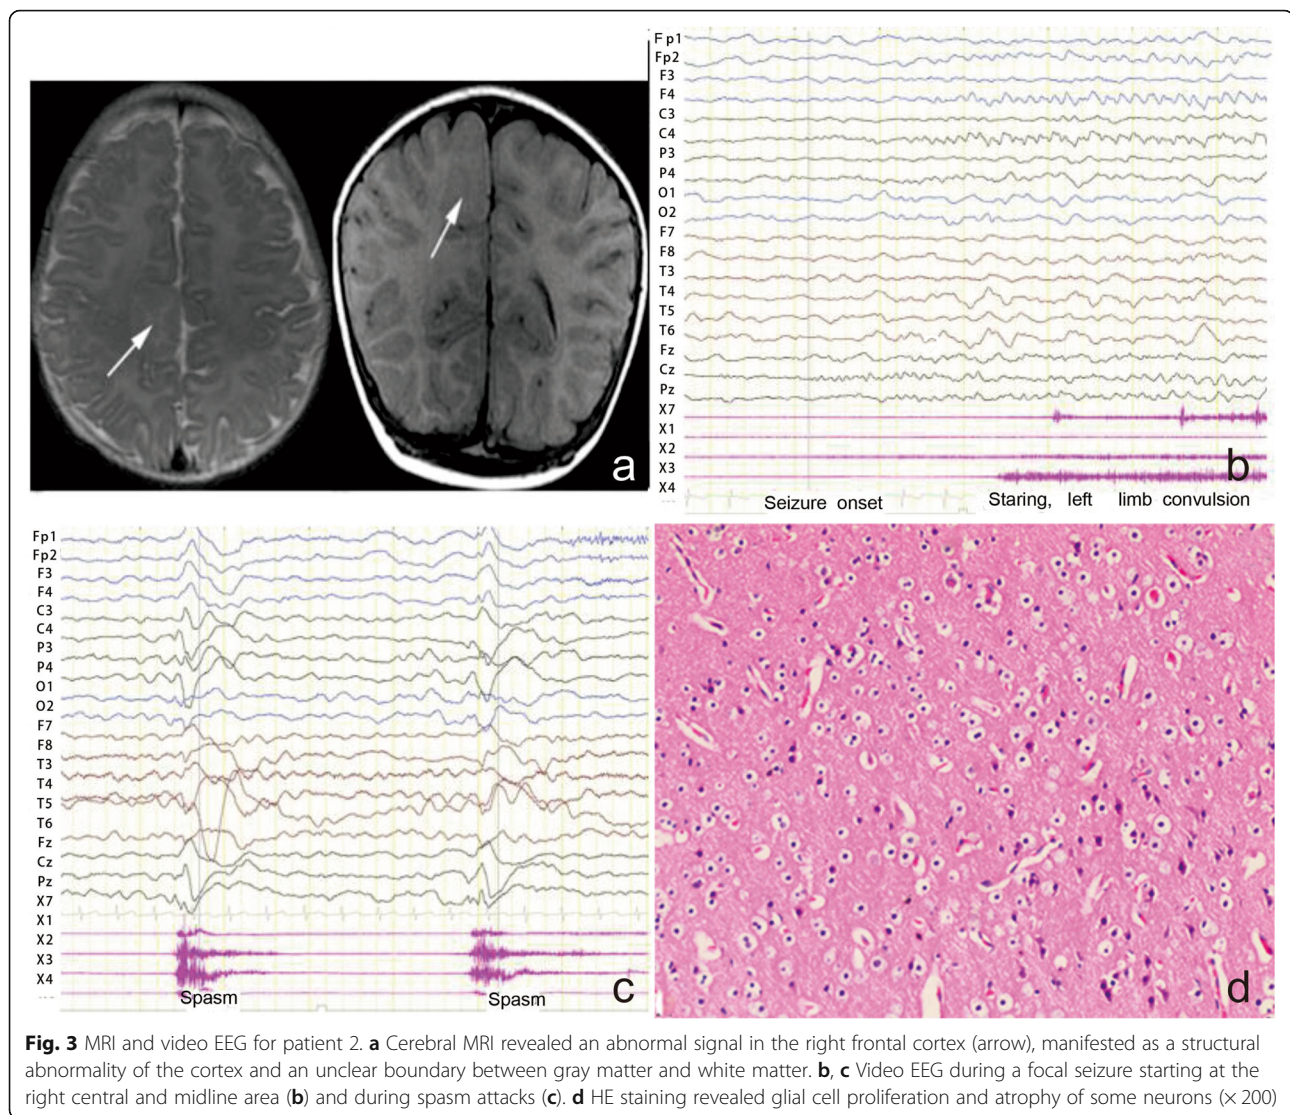 a
Fp1
Fp2
F3
F4
C3
C4
P3
P4
O1
O2
F7
F8
T3
T4
T5
T6
Fz
Cz
Pz
X7
X1
X2
X3
X4
b
Seizure onset
Staring, left limb convulsion
Fp1
Fp2
F3
F4
C3
C4
P3
P4
O1
O2
F7
F8
T3
T4
T5
T6
Fz
Cz
Pz
X7
X1
X2
X3
X4
Spasm
Spasm
c
d
Fig. 3 MRI and video EEG for patient 2. a Cerebral MRI revealed an abnormal signal in the right frontal cortex (arrow), manifested as a structural
abnormality of the cortex and an unclear boundary between gray matter and white matter. b, c Video EEG during a focal seizure starting at the
right central and midline area (b) and during spasm attacks (c). d HE staining revealed glial cell proliferation and atrophy of some neurons (× 200)